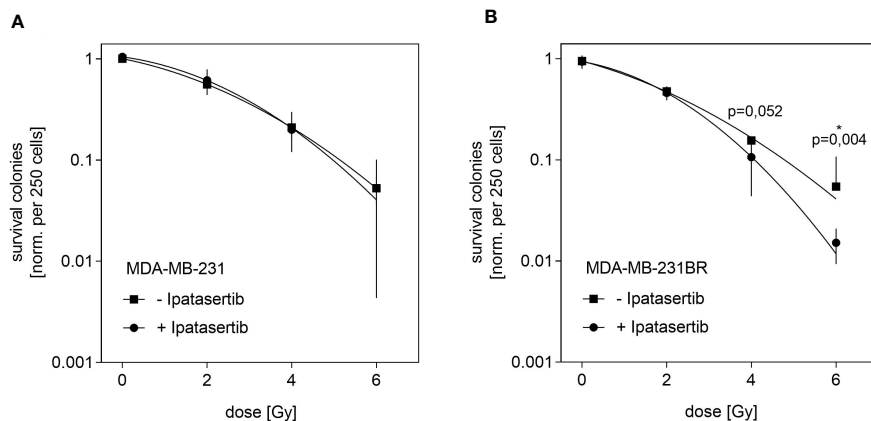 A
survival colonies
[norm. per 250 cells]
1
0.1
0.01
0.001
MDA-MB-231
- Ipatasertib
+ Ipatasertib
0 2 4 6
dose [Gy]
B
survival colonies
[norm. per 250 cells]
1
0.1
0.01
0.001
p=0,052
*
p=0,004
MDA-MB-231BR
- Ipatasertib
+ Ipatasertib
0 2 4 6
dose [Gy]